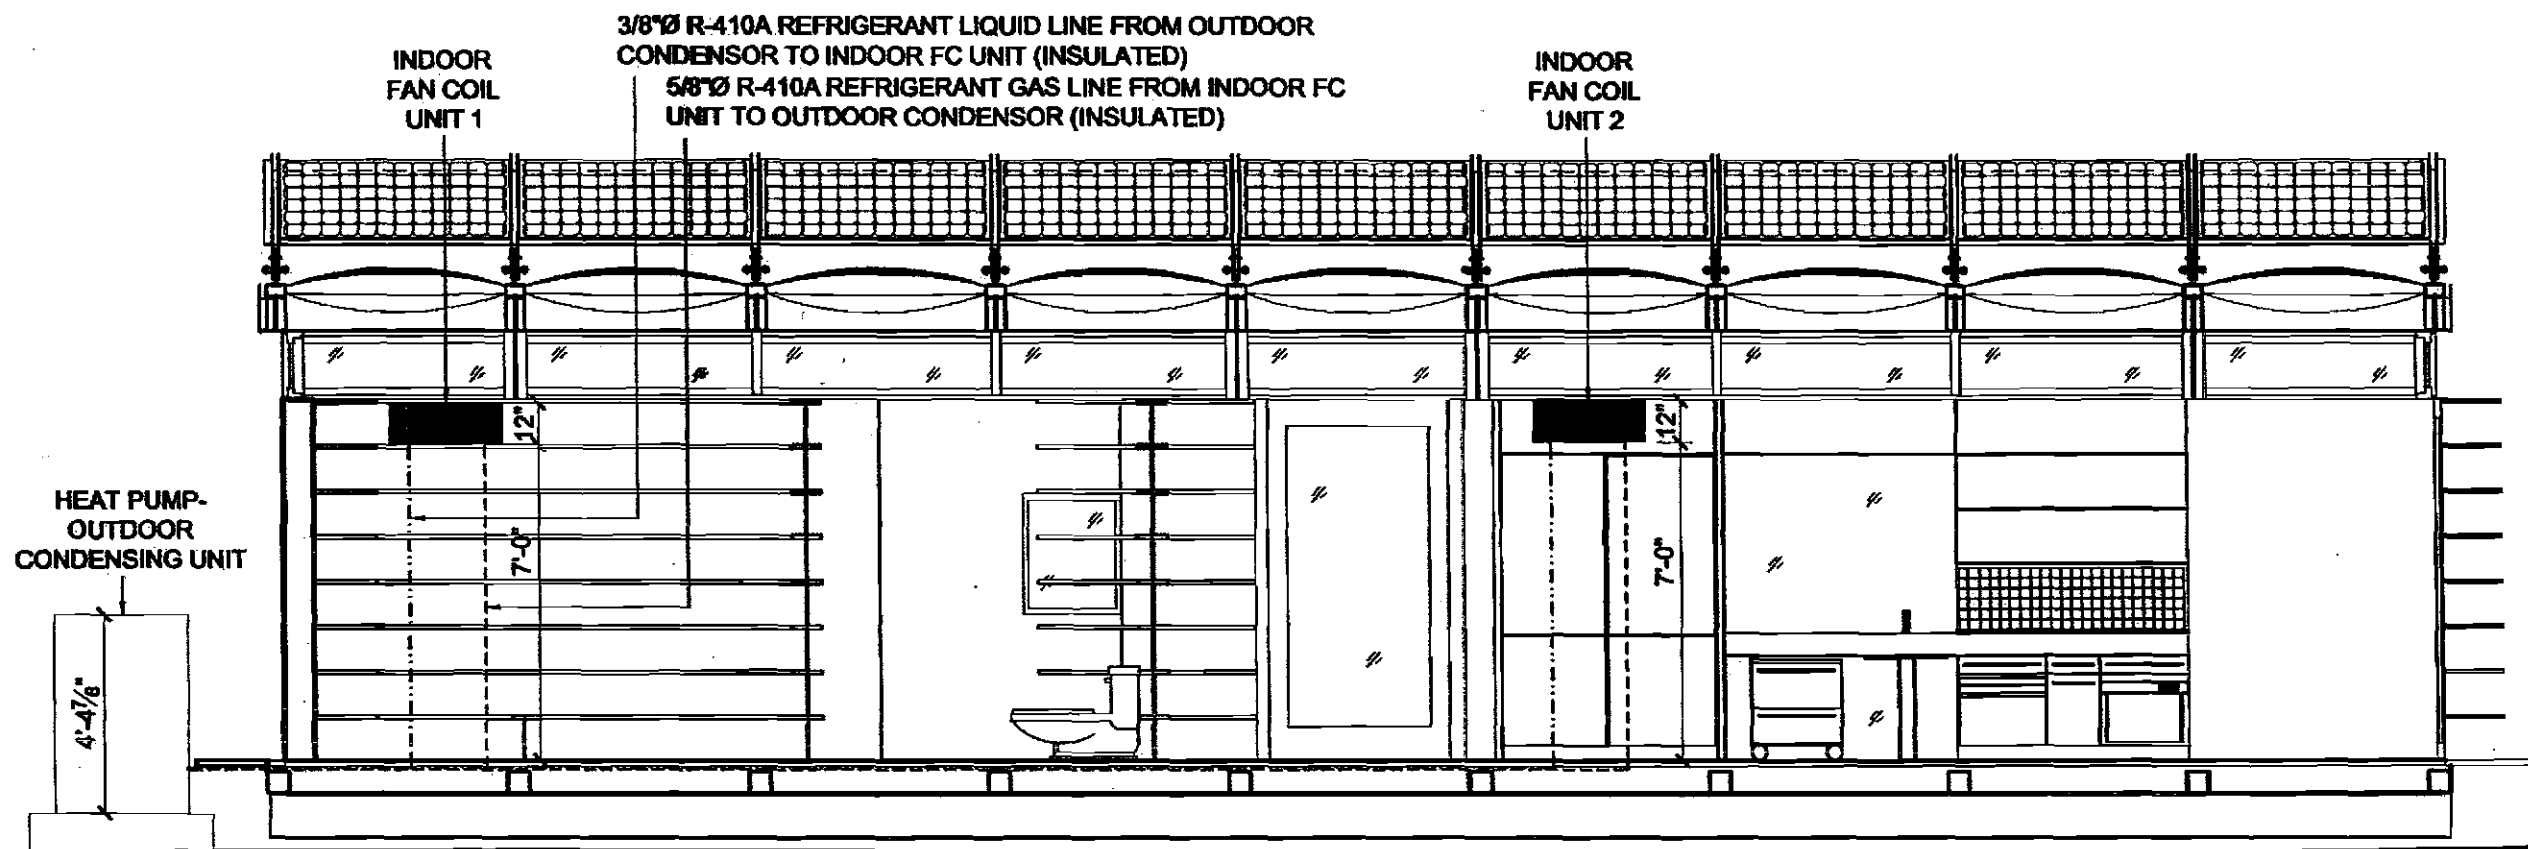 3/8"Ø R-410A REFRIGERANT LIQUID LINE FROM OUTDOOR
CONDENSOR TO INDOOR FC UNIT (INSULATED)
5/8"Ø R-410A REFRIGERANT GAS LINE FROM INDOOR FC
UNIT TO OUTDOOR CONDENSOR (INSULATED)
INDOOR
FAN COIL
UNIT 1
INDOOR
FAN COIL
UNIT 2
12"
12"
7'-0"
7'-0"
HEAT PUMP-
OUTDOOR
CONDENSING UNIT
4'-4⅞"